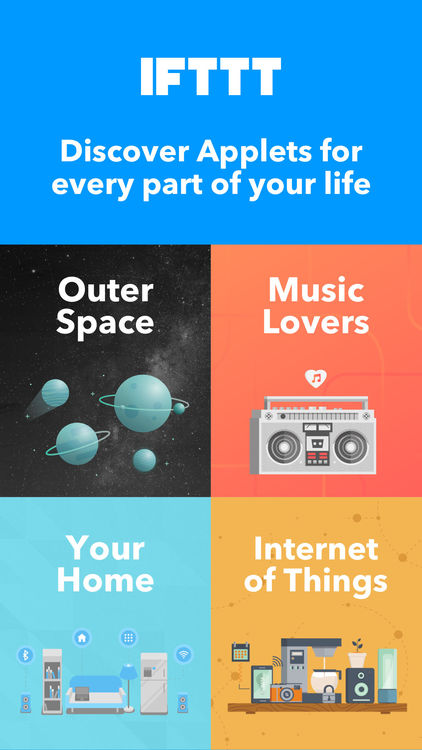 IFTTT
Discover Applets for
every part of your life
Outer
Space
Music
Lovers
Your
Home
Internet
of Things